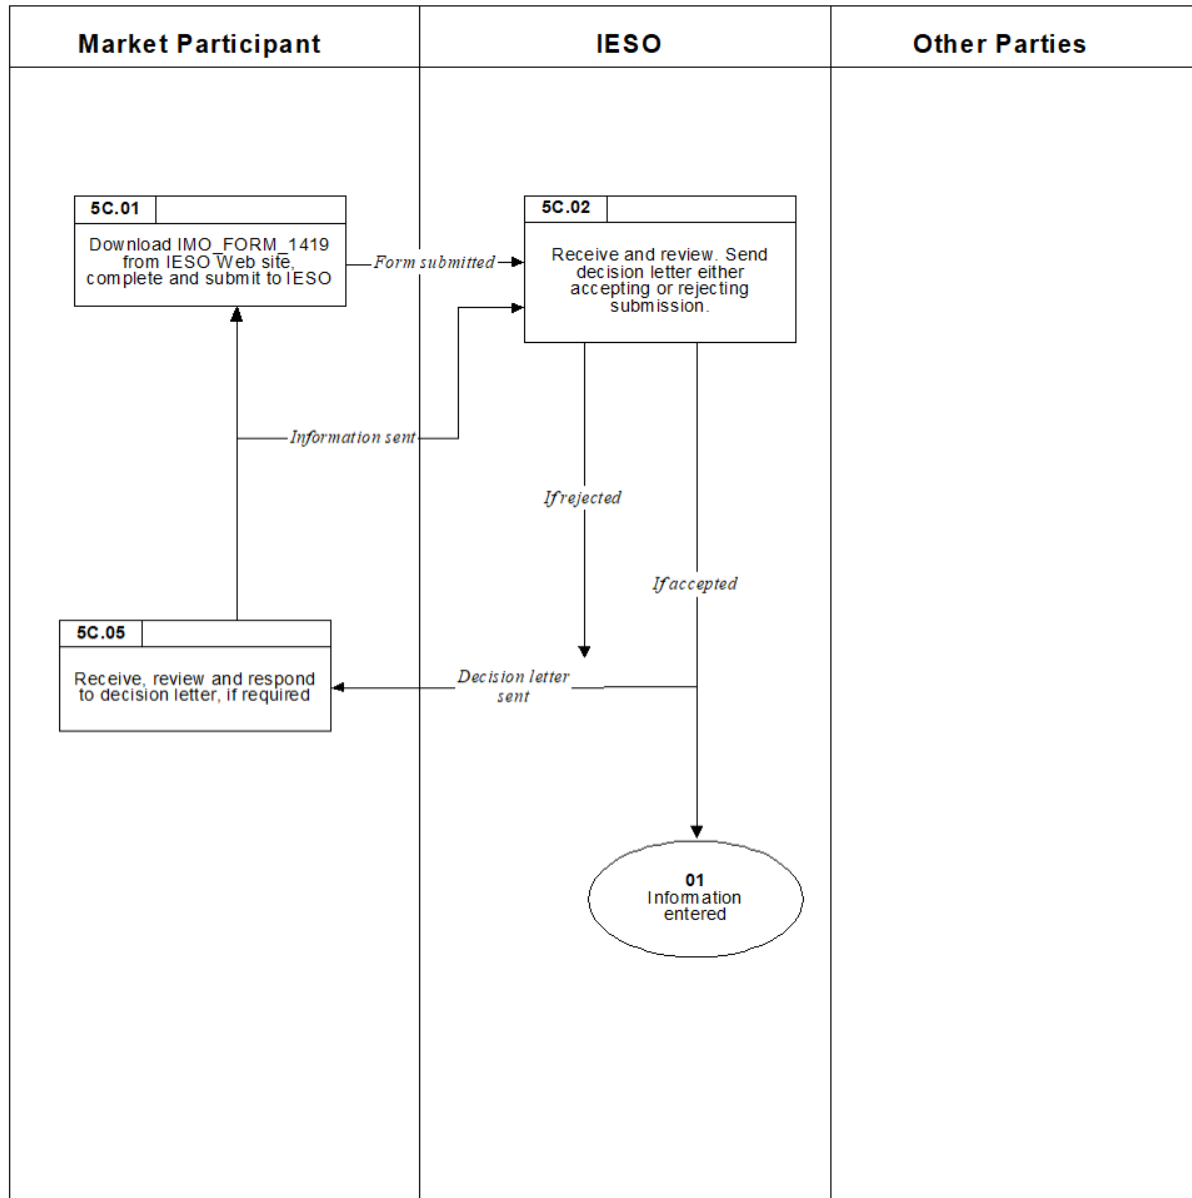 Market Participant
IESO
Other Parties
5C.01
Download IMO_FORM_1419
from IESO Web site,
complete and submit to IESO
Form submitted
5C.02
Receive and review. Send
decision letter either
accepting or rejecting
submission.
Information sent
If rejected
If accepted
5C.05
Receive, review and respond
to decision letter, if required
Decision letter
sent
01
Information
entered